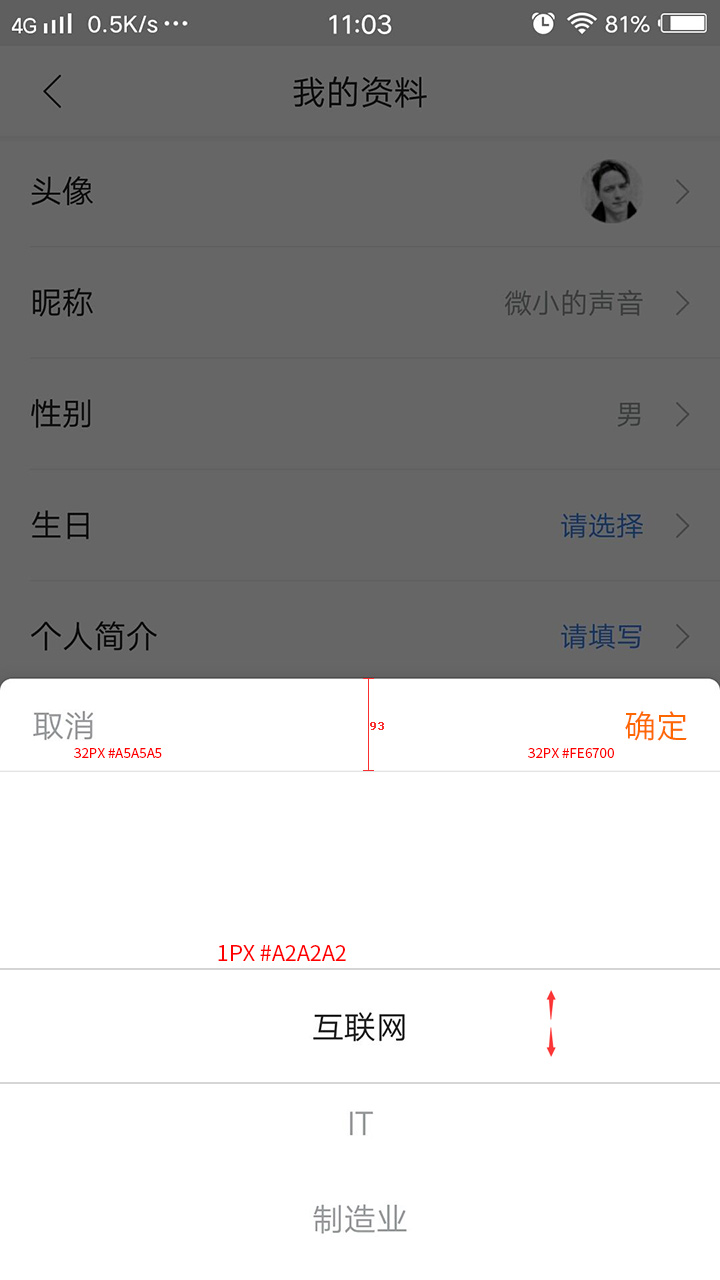 4G 0.5K/s ··· 11:03 81%
我的资料
头像
昵称 微小的声音
性别 男
生日 请选择
个人简介 请填写
取消 93 确定
32PX #A5A5A5 32PX #FE6700
1PX #A2A2A2
互联网
IT
制造业